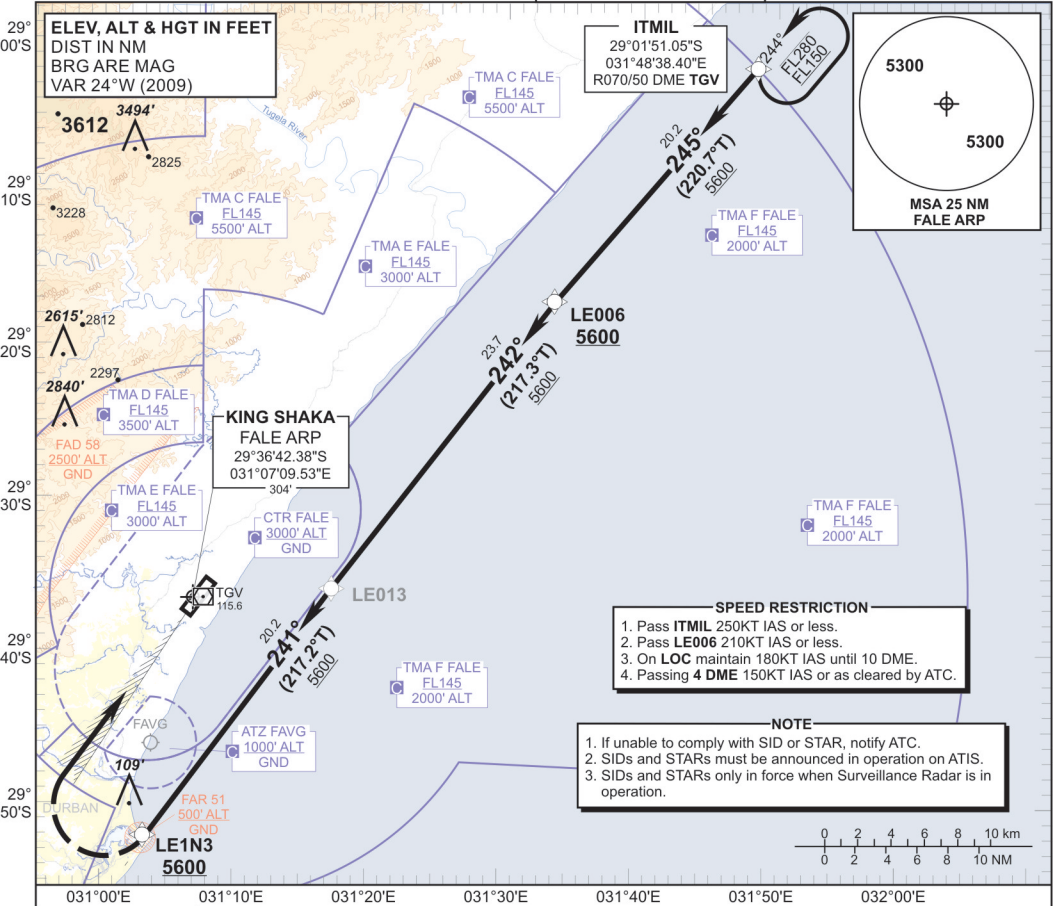 ELEV, ALT & HGT IN FEET
DIST IN NM
BRG ARE MAG
VAR 24°W (2009)
ITMIL
29°01'51.05"S
031°48'38.40"E
R070/50 DME TGV
244°
FL280
FL150
5300
5300
MSA 25 NM
FALE ARP
29°
00'S
3494'
3612
2825
Tugela River
TMA C FALE
FL145
5500' ALT
C
20.2
245°
(220.7°T)
5600
29°
10'S
3228
C
TMA C FALE
FL145
5500' ALT
C
TMA E FALE
FL145
3000' ALT
C
TMA F FALE
FL145
2000' ALT
2615'
2812
29°
20'S
LE006
5600
23.7
242°
(217.3°T)
5600
2297
2840'
C
TMA D FALE
FL145
3500' ALT
KING SHAKA
FALE ARP
29°36'42.38"S
031°07'09.53"E
304'
FAD 58
2500' ALT
GND
29°
30'S
C
TMA E FALE
FL145
3000' ALT
C
CTR FALE
3000' ALT
GND
C
TMA F FALE
FL145
2000' ALT
TGV
115.6
LE013
20.2
241°
(217.2°T)
5600
29°
40'S
SPEED RESTRICTION
1. Pass ITMIL 250KT IAS or less.
2. Pass LE006 210KT IAS or less.
3. On LOC maintain 180KT IAS until 10 DME.
4. Passing 4 DME 150KT IAS or as cleared by ATC.
C
TMA F FALE
FL145
2000' ALT
FAVG
C
ATZ FAVG
1000' ALT
GND
NOTE
1. If unable to comply with SID or STAR, notify ATC.
2. SIDs and STARs must be announced in operation on ATIS.
3. SIDs and STARs only in force when Surveillance Radar is in
operation.
109'
DURBAN
FAR 51
500' ALT
GND
29°
50'S
LE1N3
5600
0 2 4 6 8 10 km
0 2 4 6 8 10 NM
031°00'E 031°10'E 031°20'E 031°30'E 031°40'E 031°50'E 032°00'E